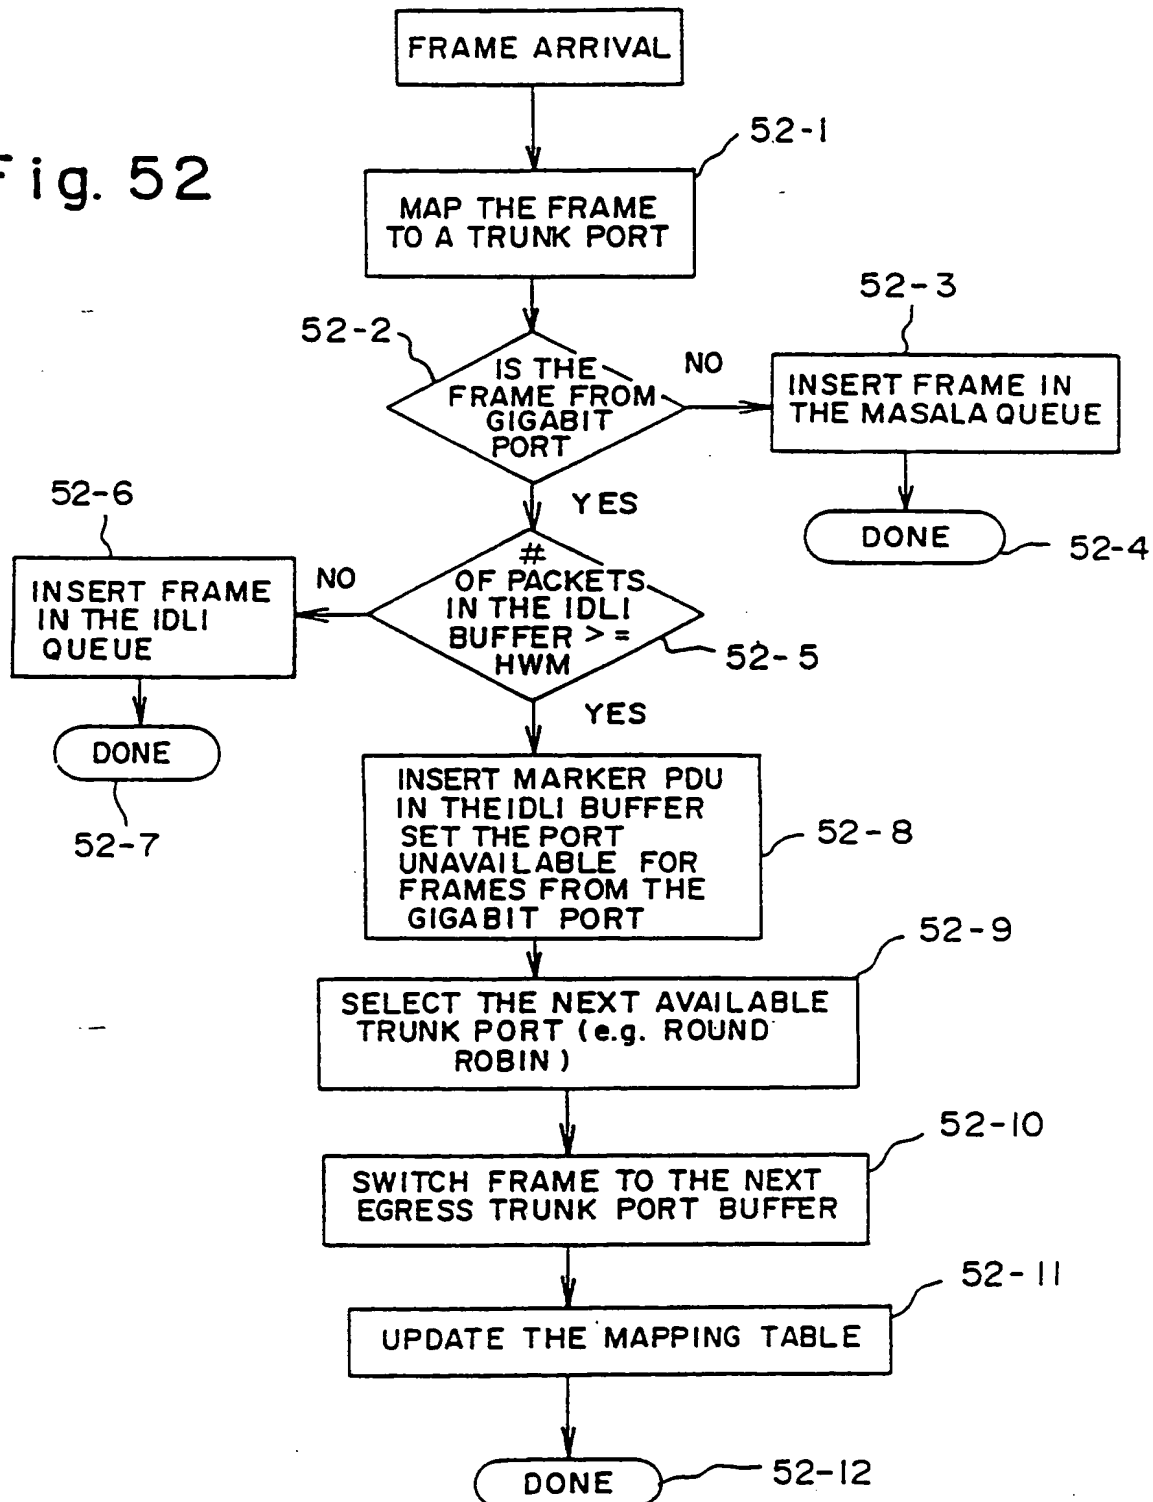 FRAME ARRIVAL
52-1
Fig. 52
MAP THE FRAME
TO A TRUNK PORT
52-3
52-2
IS THE
FRAME FROM
GIGABIT
PORT
NO
INSERT FRAME IN
THE MASALA QUEUE
YES
DONE
52-4
52-6
INSERT FRAME
IN THE IDLI
QUEUE
NO
#
OF PACKETS
IN THE IDLI
BUFFER > =
HWM
52-5
DONE
52-7
YES
INSERT MARKER PDU
IN THE IDLI BUFFER
SET THE PORT
UNAVAILABLE FOR
FRAMES FROM THE
GIGABIT PORT
52-8
52-9
SELECT THE NEXT AVAILABLE
TRUNK PORT (e.g. ROUND
ROBIN)
52-10
SWITCH FRAME TO THE NEXT
EGRESS TRUNK PORT BUFFER
52-11
UPDATE THE MAPPING TABLE
DONE
52-12